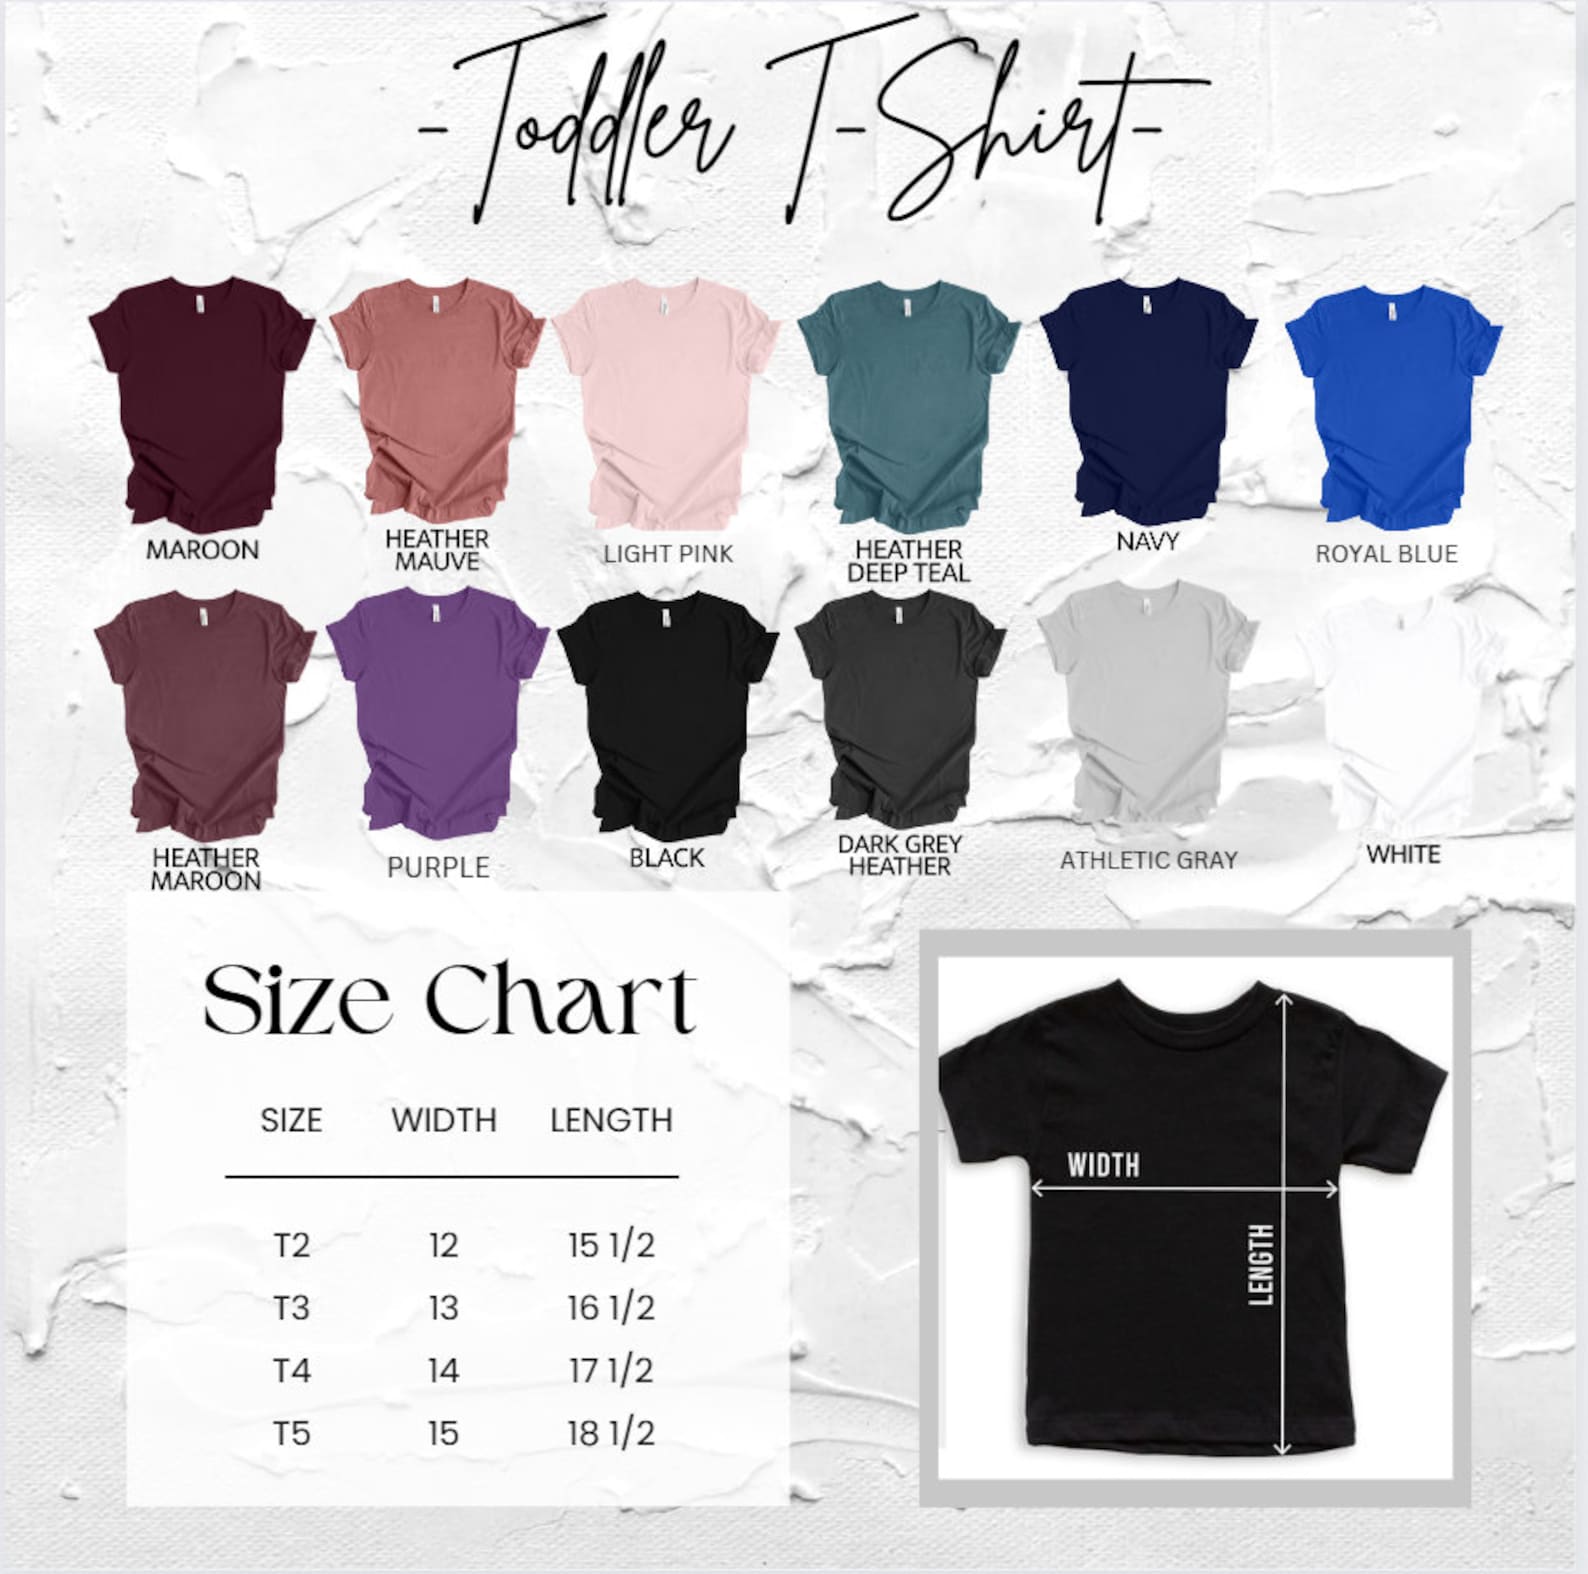 -Toddler T-Shirt-
MAROON
HEATHER
MAUVE
LIGHT PINK
HEATHER
DEEP TEAL
NAVY
ROYAL BLUE
HEATHER
MAROON
PURPLE
BLACK
DARK GREY
HEATHER
ATHLETIC GRAY
WHITE
Size Chart
SIZE WIDTH LENGTH
T2 12 15 1/2
T3 13 16 1/2
T4 14 17 1/2
T5 15 18 1/2
WIDTH
LENGTH